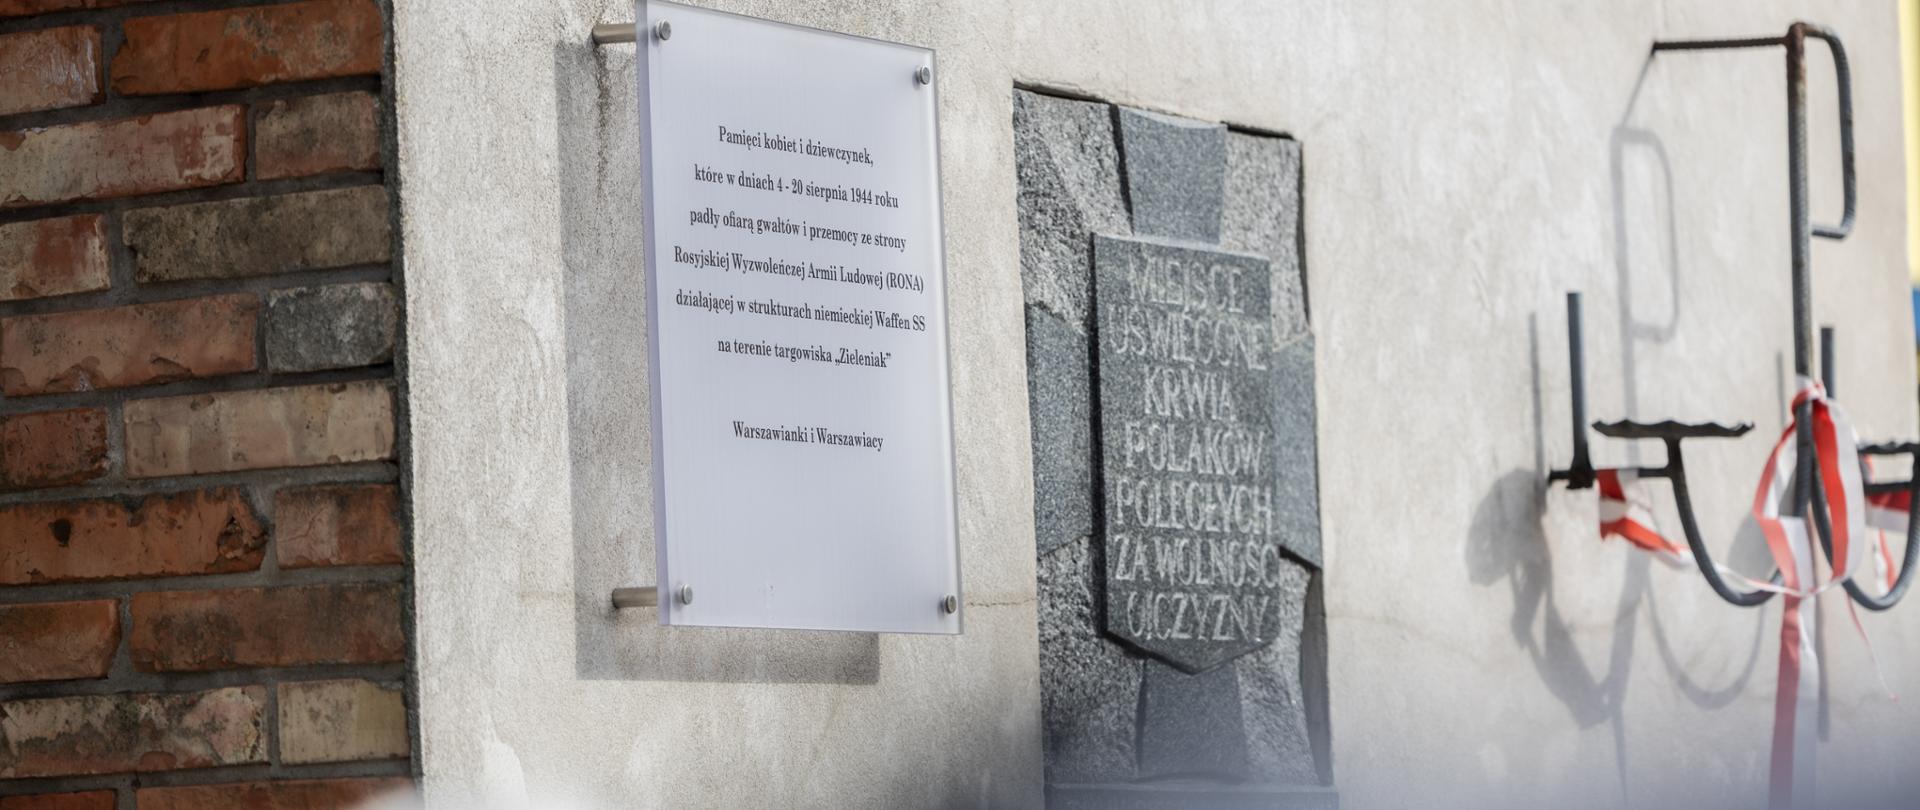 Pamięci kobiet i dziewczynek,
które w dniach 4 - 20 sierpnia 1944 roku
padły ofiarą gwałtów i przemocy ze strony
Rosyjskiej Wyzwoleńczej Armii Ludowej (RONA)
działającej w strukturach niemieckiej Waffen SS
na terenie targowiska „Zieleniak”
Warszawianki i Warszawiacy
MIEJSCE
UŚWIĘCONE
KRWIĄ
POLAKÓW
POLEGŁYCH
ZA WOLNOŚĆ
OJCZYZNY